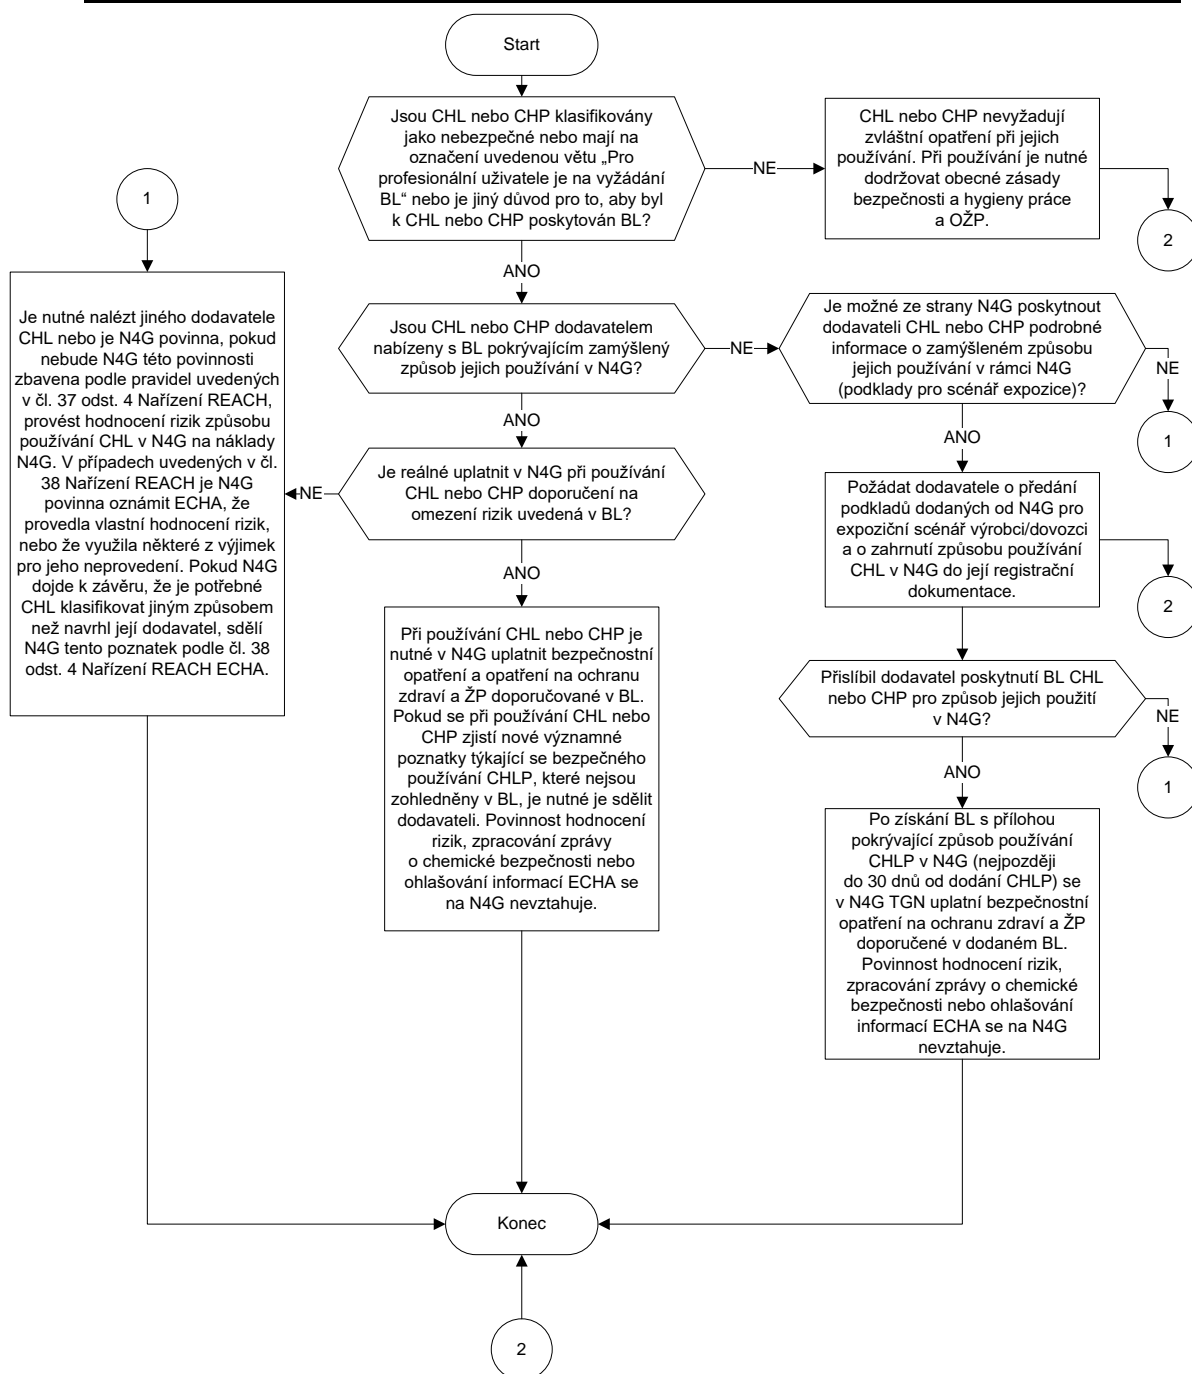 Start
Jsou CHL nebo CHP klasifikovány
jako nebezpečné nebo mají na
označení uvedenou větu „Pro
profesionální uživatele je na vyžádání
BL“ nebo je jiný důvod pro to, aby byl
k CHL nebo CHP poskytován BL?
NE
CHL nebo CHP nevyžadují
zvláštní opatření při jejich
používání. Při používání je nutné
dodržovat obecné zásady
bezpečnosti a hygieny práce
a OŽP.
2
1
ANO
Je nutné nalézt jiného dodavatele
CHL nebo je N4G povinna, pokud
nebude N4G této povinnosti
zbavena podle pravidel uvedených
v čl. 37 odst. 4 Nařízení REACH,
provést hodnocení rizik způsobu
používání CHL v N4G na náklady
N4G. V případech uvedených v čl.
38 Nařízení REACH je N4G
povinna oznámit ECHA, že
provedla vlastní hodnocení rizik,
nebo že využila některé z výjimek
pro jeho neprovedení. Pokud N4G
dojde k závěru, že je potřebné
CHL klasifikovat jiným způsobem
než navrhl její dodavatel, sdělí
N4G tento poznatek podle čl. 38
odst. 4 Nařízení REACH ECHA.
Jsou CHL nebo CHP dodavatelem
nabízeny s BL pokrývajícím zamýšlený
způsob jejich používání v N4G?
NE
Je možné ze strany N4G poskytnout
dodavateli CHL nebo CHP podrobné
informace o zamýšleném způsobu
jejich používání v rámci N4G
(podklady pro scénář expozice)?
NE
1
ANO
ANO
Je reálné uplatnit v N4G při používání
CHL nebo CHP doporučení na
omezení rizik uvedená v BL?
NE
Požádat dodavatele o předání
podkladů dodaných od N4G pro
expoziční scénář výrobci/dovozci
a o zahrnutí způsobu používání
CHL v N4G do její registrační
dokumentace.
2
ANO
Při používání CHL nebo CHP je
nutné v N4G uplatnit bezpečnostní
opatření a opatření na ochranu
zdraví a ŽP doporučované v BL.
Pokud se při používání CHL nebo
CHP zjistí nové významné
poznatky týkající se bezpečného
používání CHLP, které nejsou
zohledněny v BL, je nutné je sdělit
dodavateli. Povinnost hodnocení
rizik, zpracování zprávy
o chemické bezpečnosti nebo
ohlašování informací ECHA se
na N4G nevztahuje.
Přislíbil dodavatel poskytnutí BL CHL
nebo CHP pro způsob jejich použití
v N4G?
NE
1
ANO
Po získání BL s přílohou
pokrývající způsob používání
CHLP v N4G (nejpozději
do 30 dnů od dodání CHLP) se
v N4G TGN uplatní bezpečnostní
opatření na ochranu zdraví a ŽP
doporučené v dodaném BL.
Povinnost hodnocení rizik,
zpracování zprávy o chemické
bezpečnosti nebo ohlašování
informací ECHA se na N4G
nevztahuje.
Konec
2